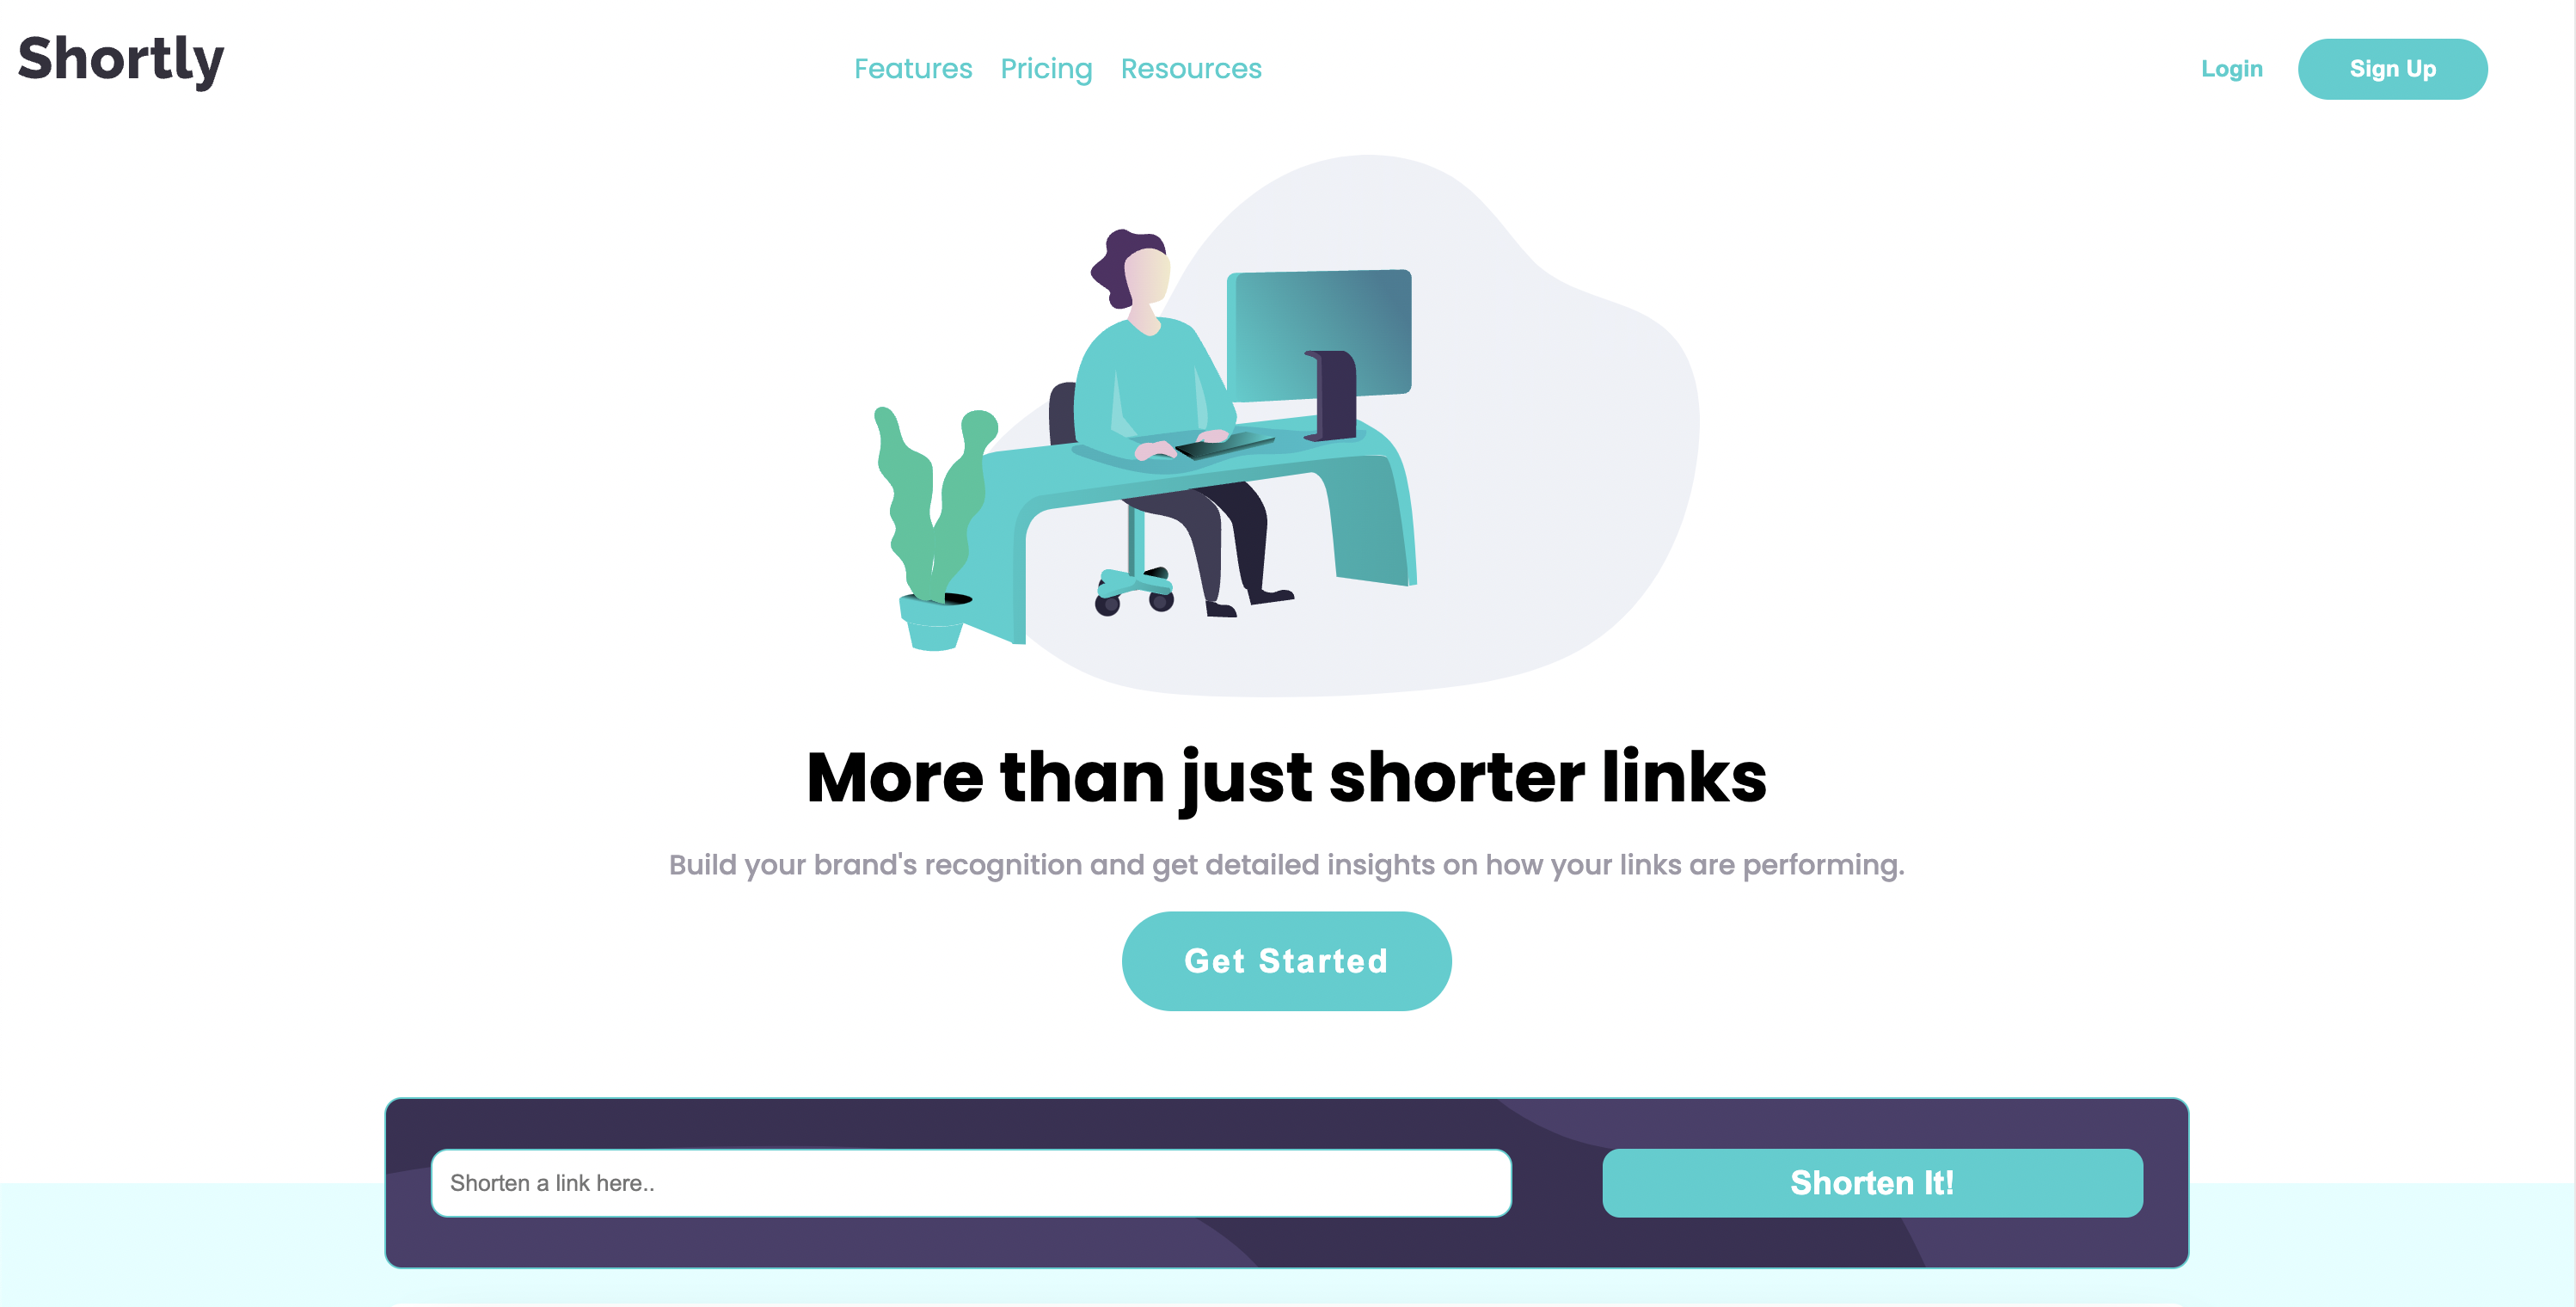 Shortly
Features Pricing Resources
Login Sign Up
More than just shorter links
Build your brand's recognition and get detailed insights on how your links are performing.
Get Started
Shorten a link here..
Shorten It!